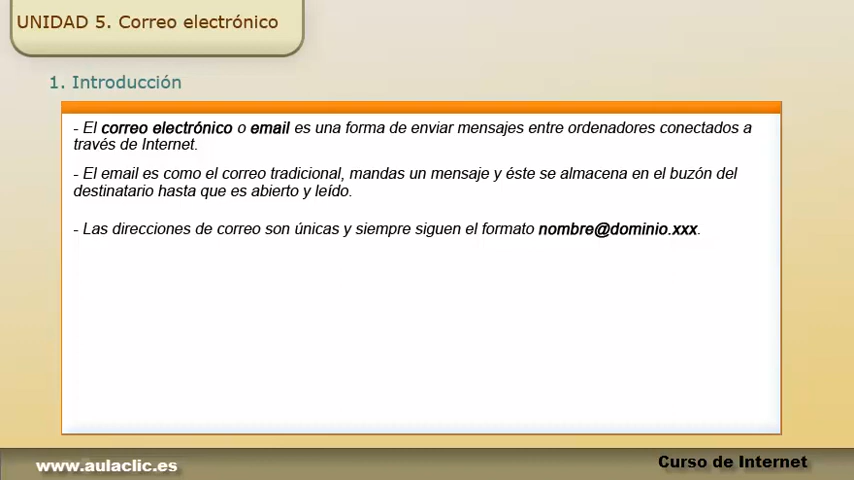 UNIDAD 5. Correo electrónico
1. Introducción
- El correo electrónico o email es una forma de enviar mensajes entre ordenadores conectados a
través de Internet.
- El email es como el correo tradicional, mandas un mensaje y éste se almacena en el buzón del
destinatario hasta que es abierto y leído.
- Las direcciones de correo son únicas y siempre siguen el formato nombre@dominio.xxx.
www.aulaclic.es
Curso de Internet